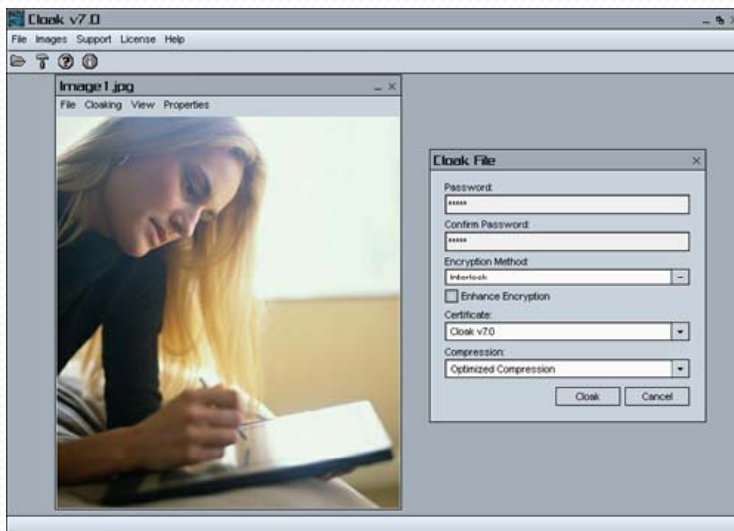 Cloak v7.0
File Images Support License Help
Image1.jpg
File Cloaking View Properties
Cloak File
Password:
*****
Confirm Password:
*****
Encryption Method:
Interlock
Enhance Encryption
Certificate:
Cloak v7.0
Compression:
Optimized Compression
Cloak Cancel